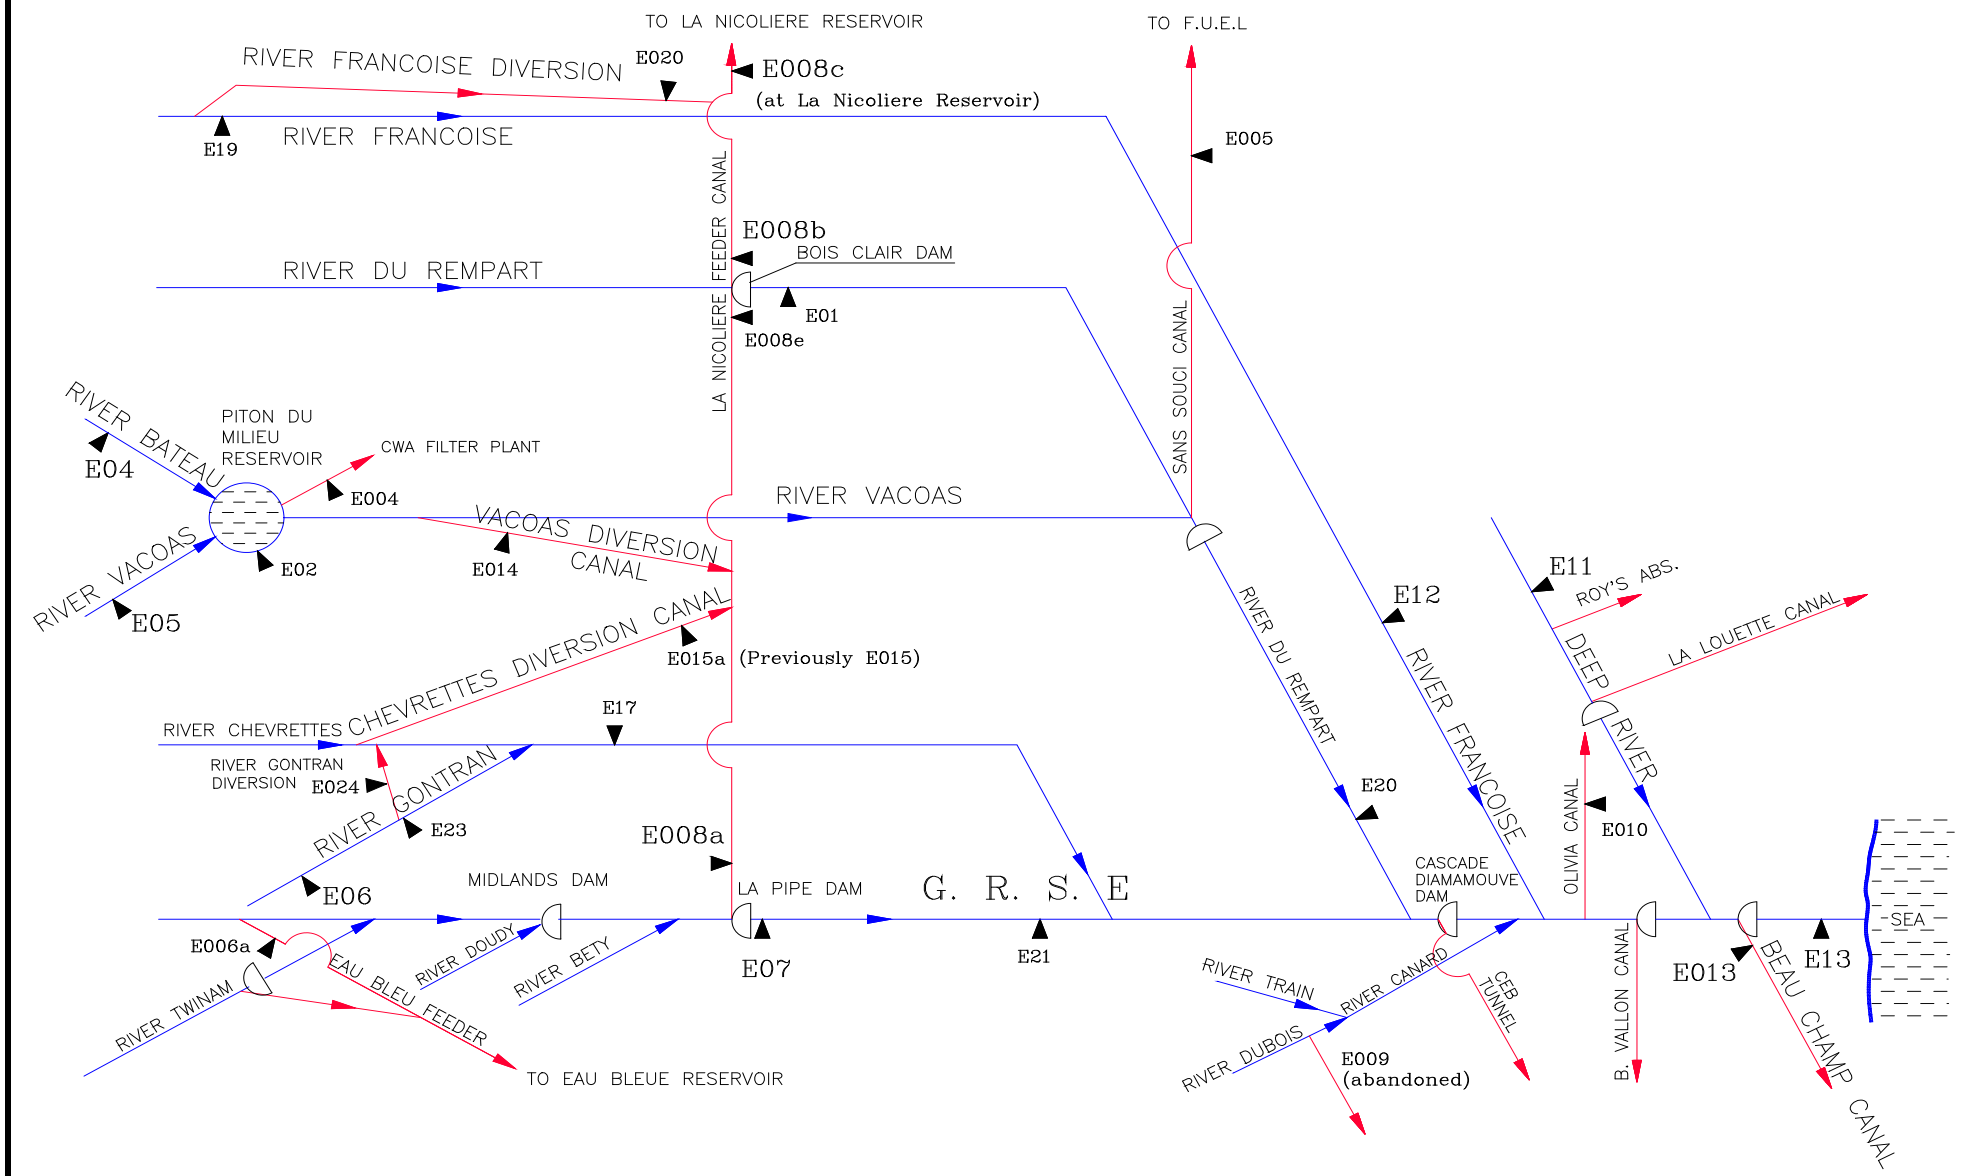 TO LA NICOLIERE RESERVOIR
TO F.U.E.L
RIVER FRANCOISE DIVERSION
E020
E008c
(at La Nicoliere Reservoir)
E19
RIVER FRANCOISE
E005
LA NICOLIERE FEEDER CANAL
E008b
BOIS CLAIR DAM
RIVER DU REMPART
E01
E008e
SANS SOUCI CANAL
RIVER BATEAU
E04
PITON DU
MILIEU
RESERVOIR
CWA FILTER PLANT
E004
RIVER VACOAS
RIVER VACOAS
E05
E02
VACOAS DIVERSION
CANAL
E014
E11
ROY'S ABS.
E12
LA LOUETTE CANAL
DEEP
RIVER
RIVER DU REMPART
RIVER FRANCOISE
CHEVRETTES DIVERSION CANAL
E015a (Previously E015)
E17
RIVER CHEVRETTES
RIVER GONTRAN
DIVERSION
E024
RIVER GONTRAN
E23
E20
OLIVIA CANAL
E010
E008a
E06
MIDLANDS DAM
LA PIPE DAM
G. R. S. E
CASCADE
DIAMAMOUVE
DAM
SEA
E006a
RIVER DOUDY
RIVER BETY
E07
E21
E013
E13
EAU BLEU FEEDER
RIVER TWINAM
RIVER TRAIN
RIVER CANARD
CEB
TUNNEL
B. VALLON CANAL
BEAU CHAMP CANAL
RIVER DUBOIS
E009
(abandoned)
TO EAU BLEUE RESERVOIR